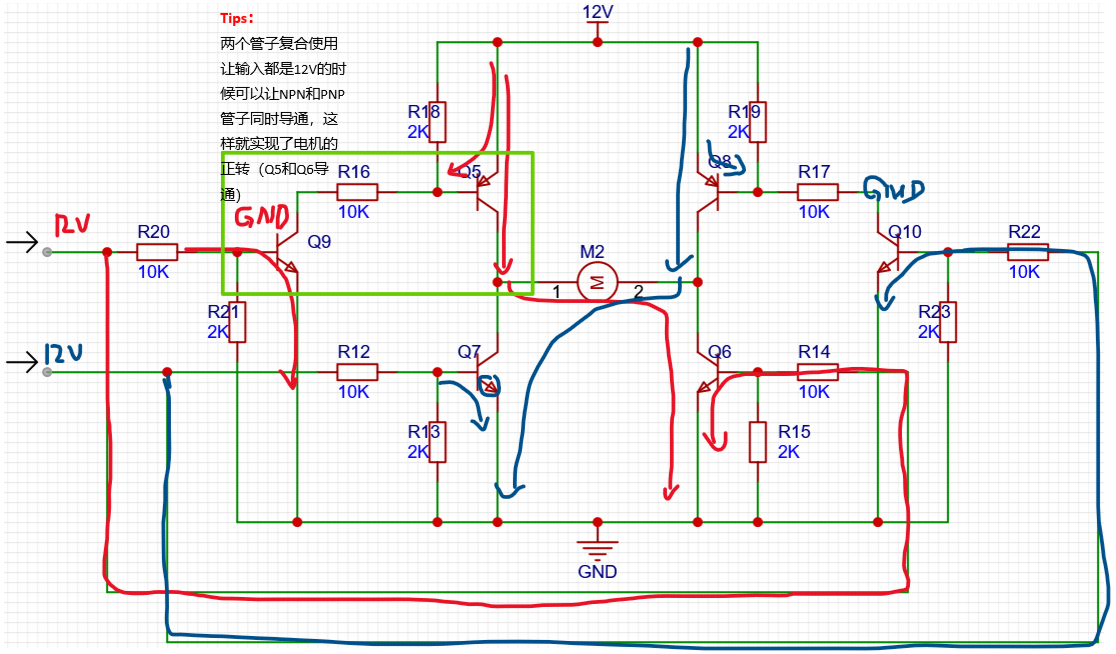 Tips:
两个管子复合使用
让输入都是12V的时
候可以让NPN和PNP
管子同时导通，这
样就实现了电机的
正转（Q5和Q6导
通）
12V
R18
2K
R19
2K
R16
10K
Q5
Q8
R17
10K
GND
GND
12V
R20
10K
Q9
Q10
R22
10K
M2
M
1
2
R21
2K
R23
2K
12V
R12
10K
Q7
Q6
R14
10K
R13
2K
R15
2K
GND